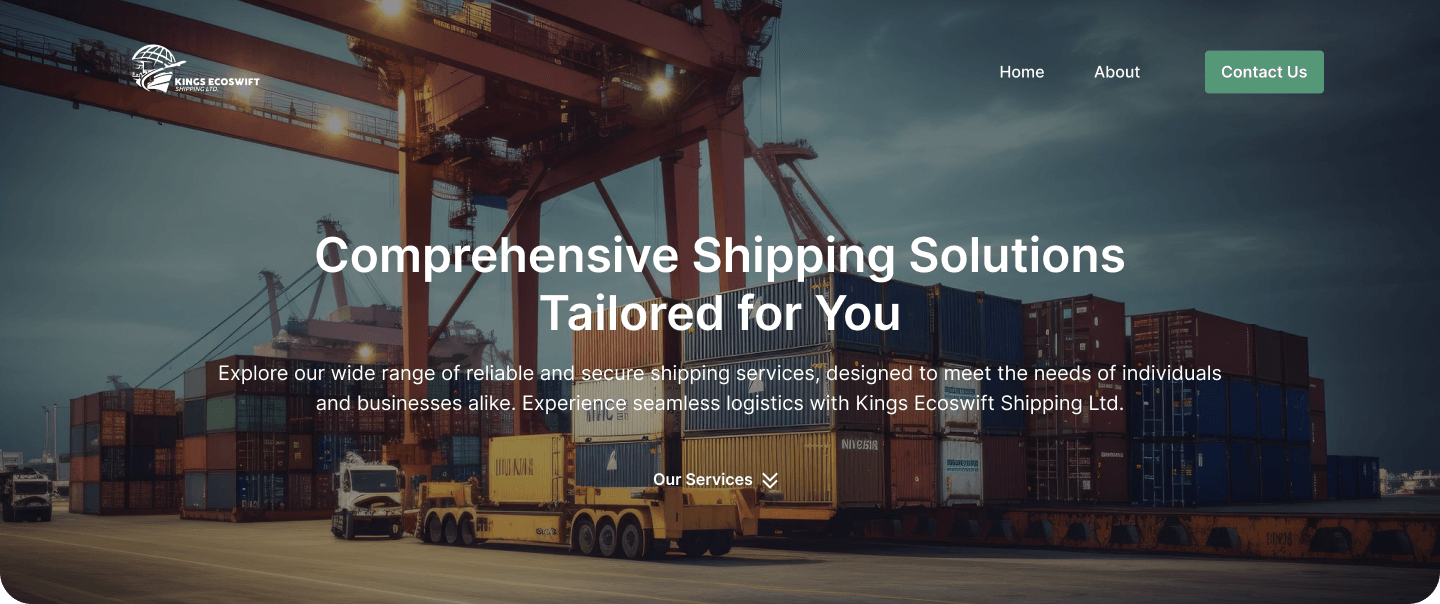 KINGS ECOSWIFT
SHIPPING LTD.
Home
About
Contact Us
Comprehensive Shipping Solutions
Tailored for You
Explore our wide range of reliable and secure shipping services, designed to meet the needs of individuals
and businesses alike. Experience seamless logistics with Kings Ecoswift Shipping Ltd.
Our Services